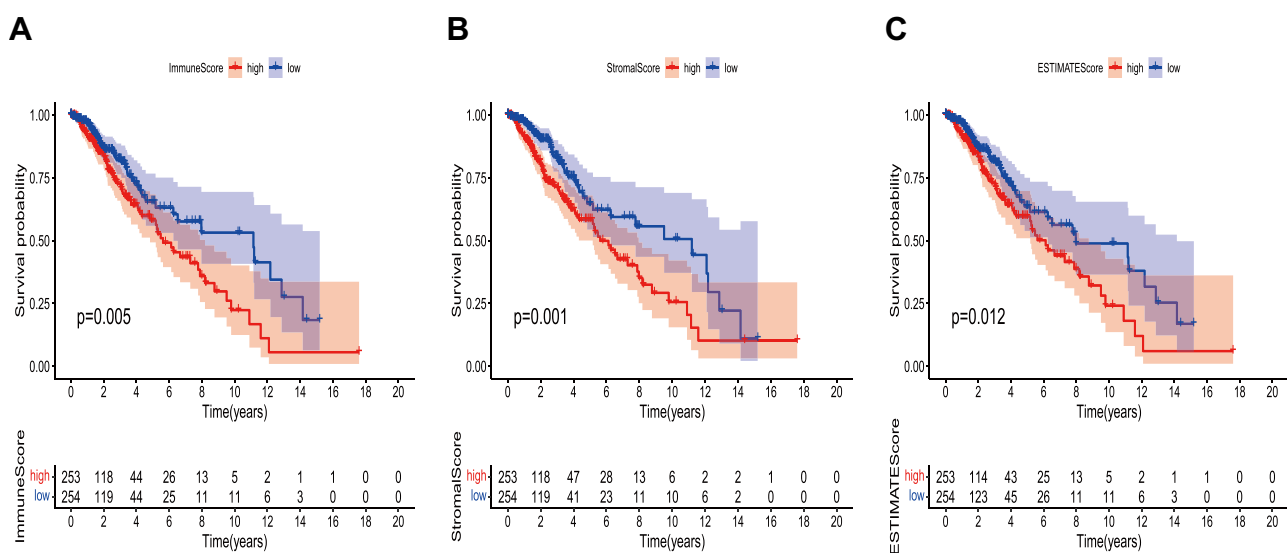 A
ImmuneScore high low
1.00
0.75
0.50
0.25
0.00
Survival probability
p=0.005
0 2 4 6 8 10 12 14 16 18 20
Time(years)
ImmuneScore
high 253 118 44 26 13 5 2 1 1 0 0
low 254 119 44 25 11 11 6 3 0 0 0
0 2 4 6 8 10 12 14 16 18 20
Time(years)
B
StromalScore high low
1.00
0.75
0.50
0.25
0.00
Survival probability
p=0.001
0 2 4 6 8 10 12 14 16 18 20
Time(years)
StromalScore
high 253 118 47 28 13 6 2 2 1 0 0
low 254 119 41 23 11 10 6 2 0 0 0
0 2 4 6 8 10 12 14 16 18 20
Time(years)
C
ESTIMATEScore high low
1.00
0.75
0.50
0.25
0.00
Survival probability
p=0.012
0 2 4 6 8 10 12 14 16 18 20
Time(years)
ESTIMATEScore
high 253 114 43 25 13 5 2 1 1 0 0
low 254 123 45 26 11 11 6 3 0 0 0
0 2 4 6 8 10 12 14 16 18 20
Time(years)